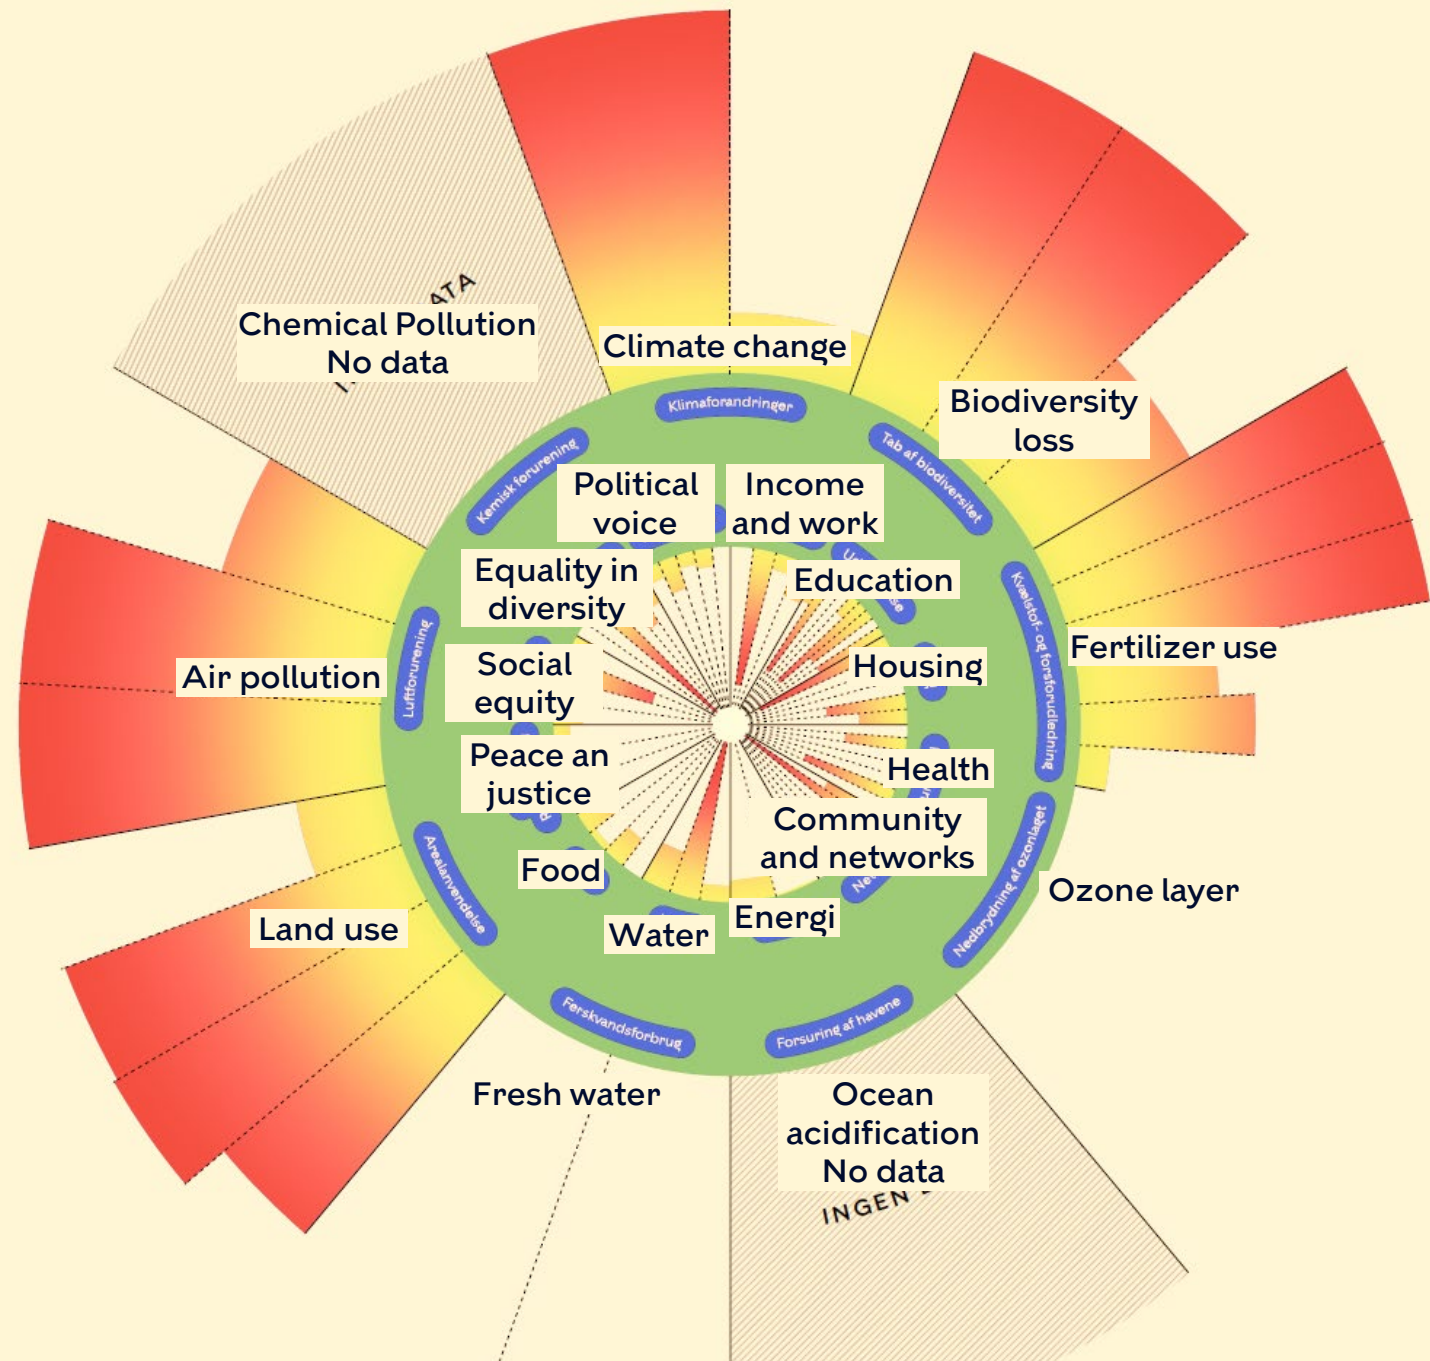 Chemical Pollution
No data
Climate change
Klimaforandringer
Biodiversity
loss
Tab af biodiversitet
Kemisk forurening
Political
voice
Income
and work
Equality in
diversity
Education
Kvælstof- og forsforudledning
Fertilizer use
Luftforurening
Air pollution
Social
equity
Housing
Peace an
justice
Health
Community
and networks
Arealanvendelse
Land use
Food
Nedbrydning af ozonlaget
Ozone layer
Water
Energi
Ferskvandsforbrug
Forsuring af havene
Fresh water
Ocean
acidification
No data
INGEN